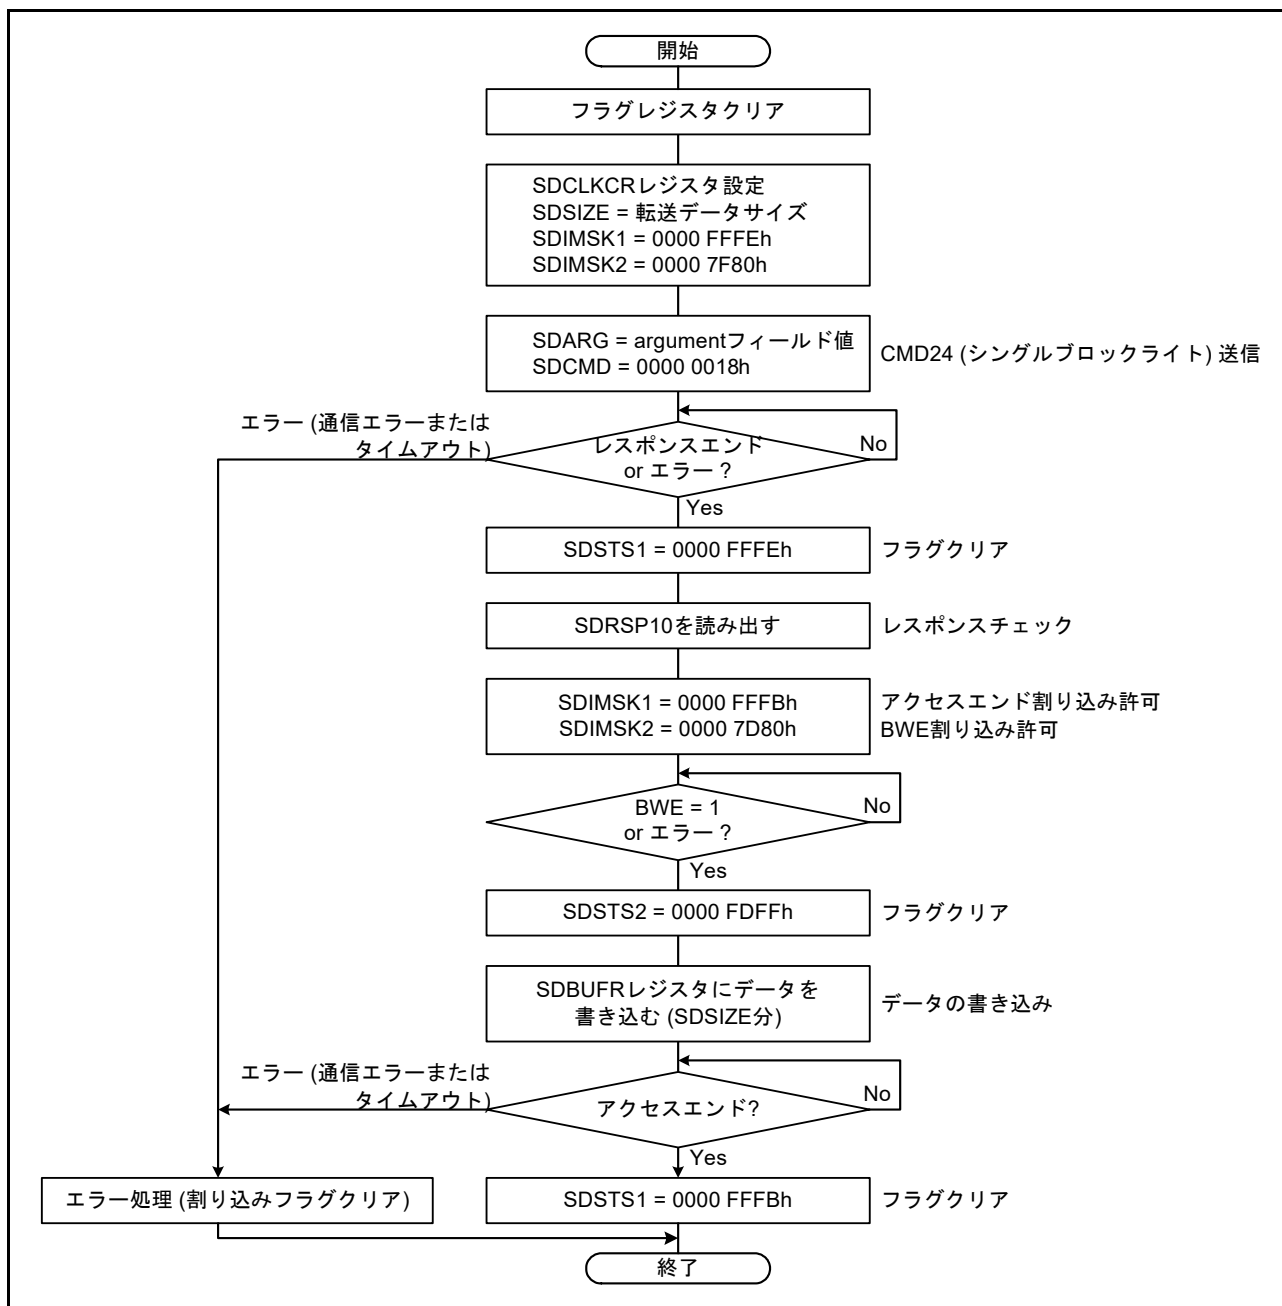 開始
フラグレジスタクリア
SDCLKCRレジスタ設定
SDSIZE = 転送データサイズ
SDIMSK1 = 0000 FFFEh
SDIMSK2 = 0000 7F80h
SDARG = argumentフィールド値
SDCMD = 0000 0018h
CMD24 (シングルブロックライト) 送信
エラー (通信エラーまたは
タイムアウト)
レスポンスエンド
or エラー ?
No
Yes
SDSTS1 = 0000 FFFEh
フラグクリア
SDRSP10を読み出す
レスポンスチェック
SDIMSK1 = 0000 FFFBh
SDIMSK2 = 0000 7D80h
アクセスエンド割り込み許可
BWE割り込み許可
BWE = 1
or エラー ?
No
Yes
SDSTS2 = 0000 FDFFh
フラグクリア
SDBUFRレジスタにデータを
書き込む (SDSIZE分)
データの書き込み
エラー (通信エラーまたは
タイムアウト)
アクセスエンド?
No
Yes
エラー処理 (割り込みフラグクリア)
SDSTS1 = 0000 FFFBh
フラグクリア
終了